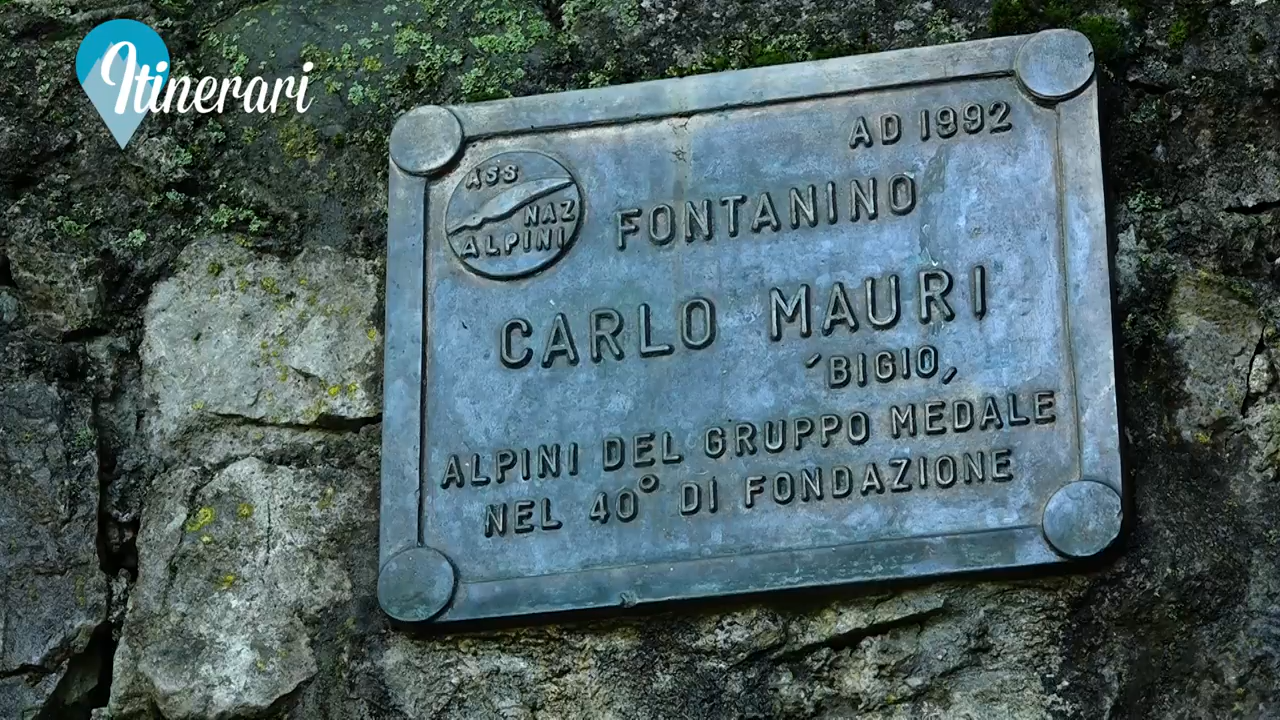 Itinerari
AD 1992
ASS
NAZ
ALPINI
FONTANINO
CARLO MAURI
'BIGIO,
ALPINI DEL GRUPPO MEDALE
NEL 40° DI FONDAZIONE